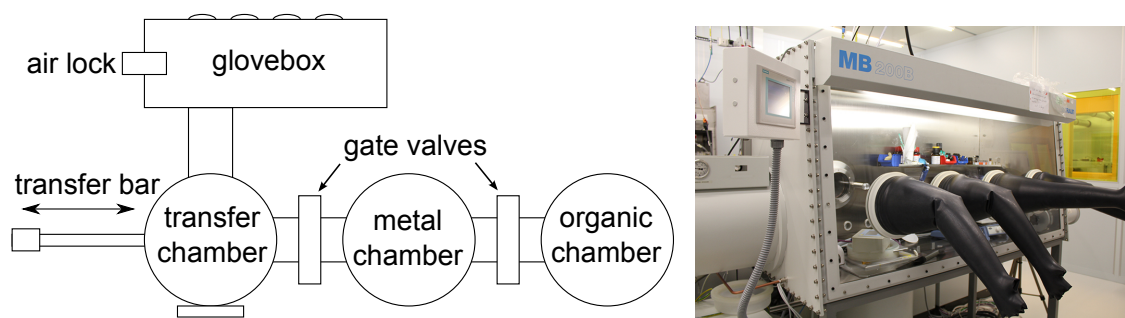 air lock
glovebox
gate valves
transfer bar
transfer
chamber
metal
chamber
organic
chamber
MB 200B